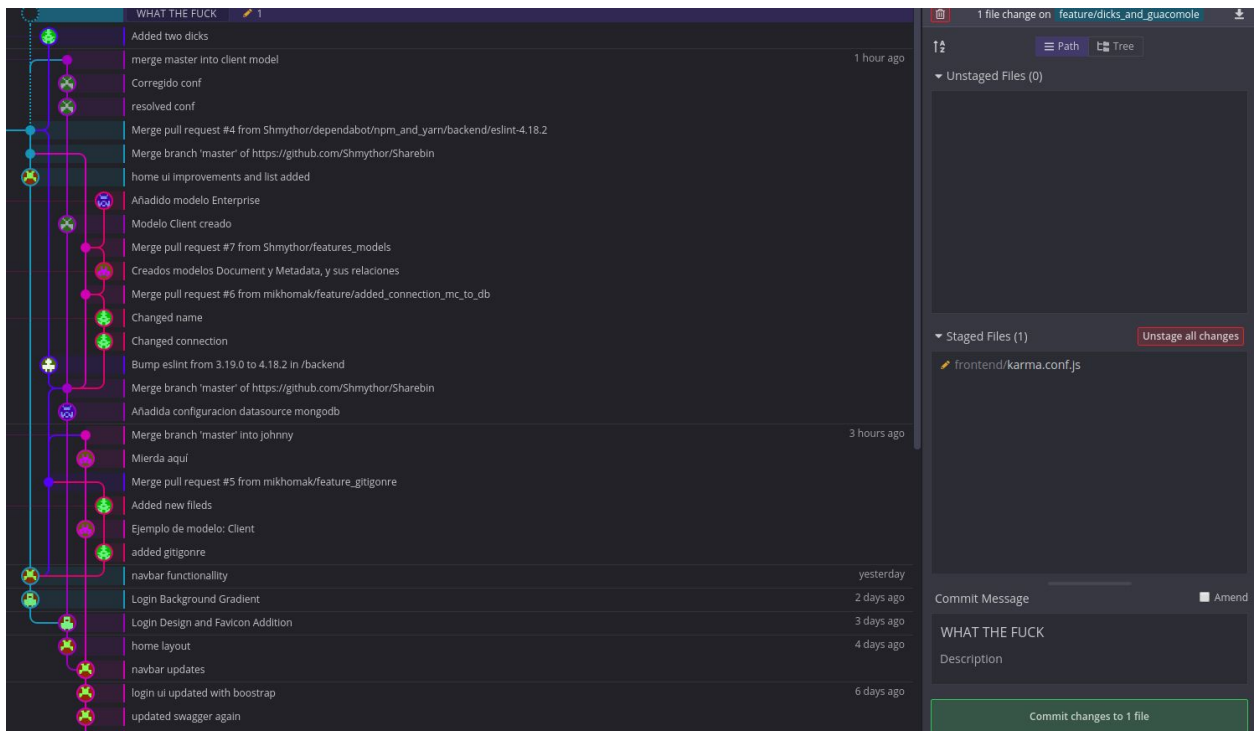 WHAT THE FUCK 1
Added two dicks
merge master into client model 1 hour ago
Corregido conf
resolved conf
Merge pull request #4 from Shmythor/dependabot/npm_and_yarn/backend/eslint-4.18.2
Merge branch 'master' of https://github.com/Shmythor/Sharebin
home ui improvements and list added
Añadido modelo Enterprise
Modelo Client creado
Merge pull request #7 from Shmythor/features_models
Creados modelos Document y Metadata, y sus relaciones
Merge pull request #6 from mikhomak/feature/added_connection_mc_to_db
Changed name
Changed connection
Bump eslint from 3.19.0 to 4.18.2 in /backend
Merge branch 'master' of https://github.com/Shmythor/Sharebin
Añadida configuracion datasource mongodb
Merge branch 'master' into johnny 3 hours ago
Mierda aquí
Merge pull request #5 from mikhomak/feature_gitigonre
Added new fileds
Ejemplo de modelo: Client
added gitigonre
navbar functionallity yesterday
Login Background Gradient 2 days ago
Login Design and Favicon Addition 3 days ago
home layout 4 days ago
navbar updates
login ui updated with boostrap 6 days ago
updated swagger again
1 file change on feature/dicks_and_guacomole
Path Tree
Unstaged Files (0)
Staged Files (1) Unstage all changes
frontend/karma.conf.js
Commit Message Amend
WHAT THE FUCK
Description
Commit changes to 1 file